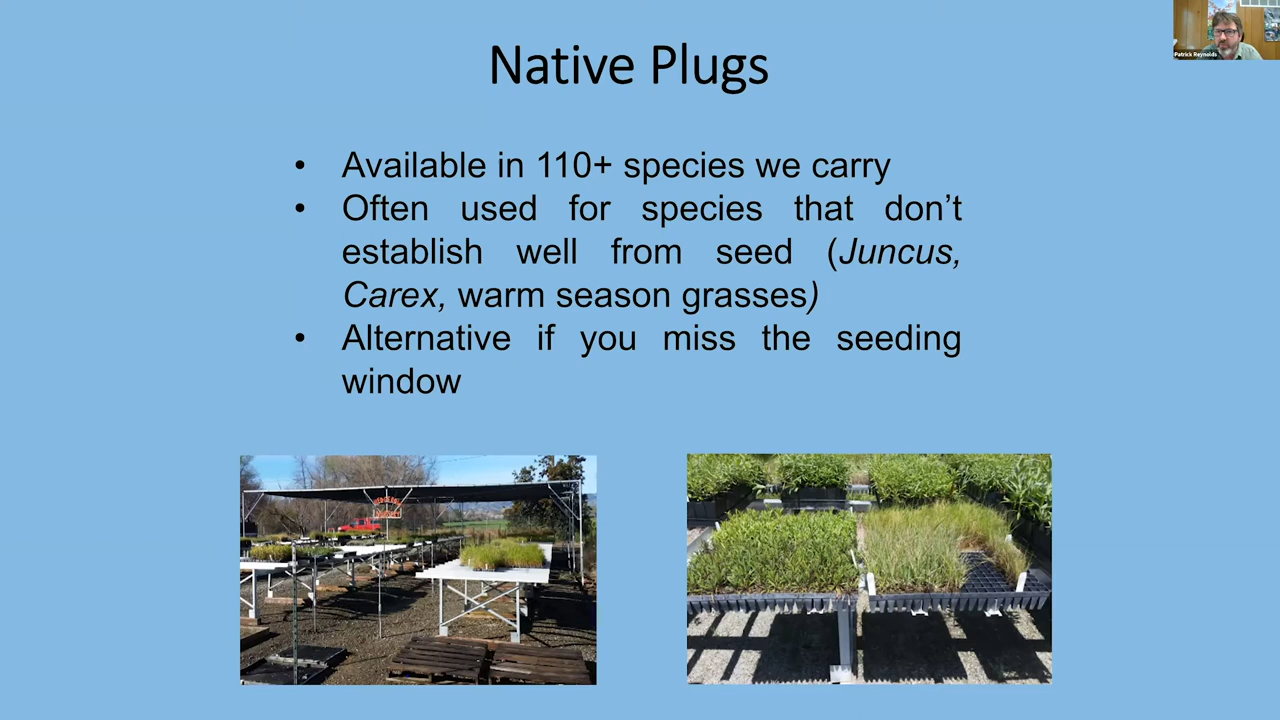 Patrick Reynolds
Native Plugs
• Available in 110+ species we carry
• Often used for species that don’t
establish well from seed (Juncus,
Carex, warm season grasses)
• Alternative if you miss the seeding
window